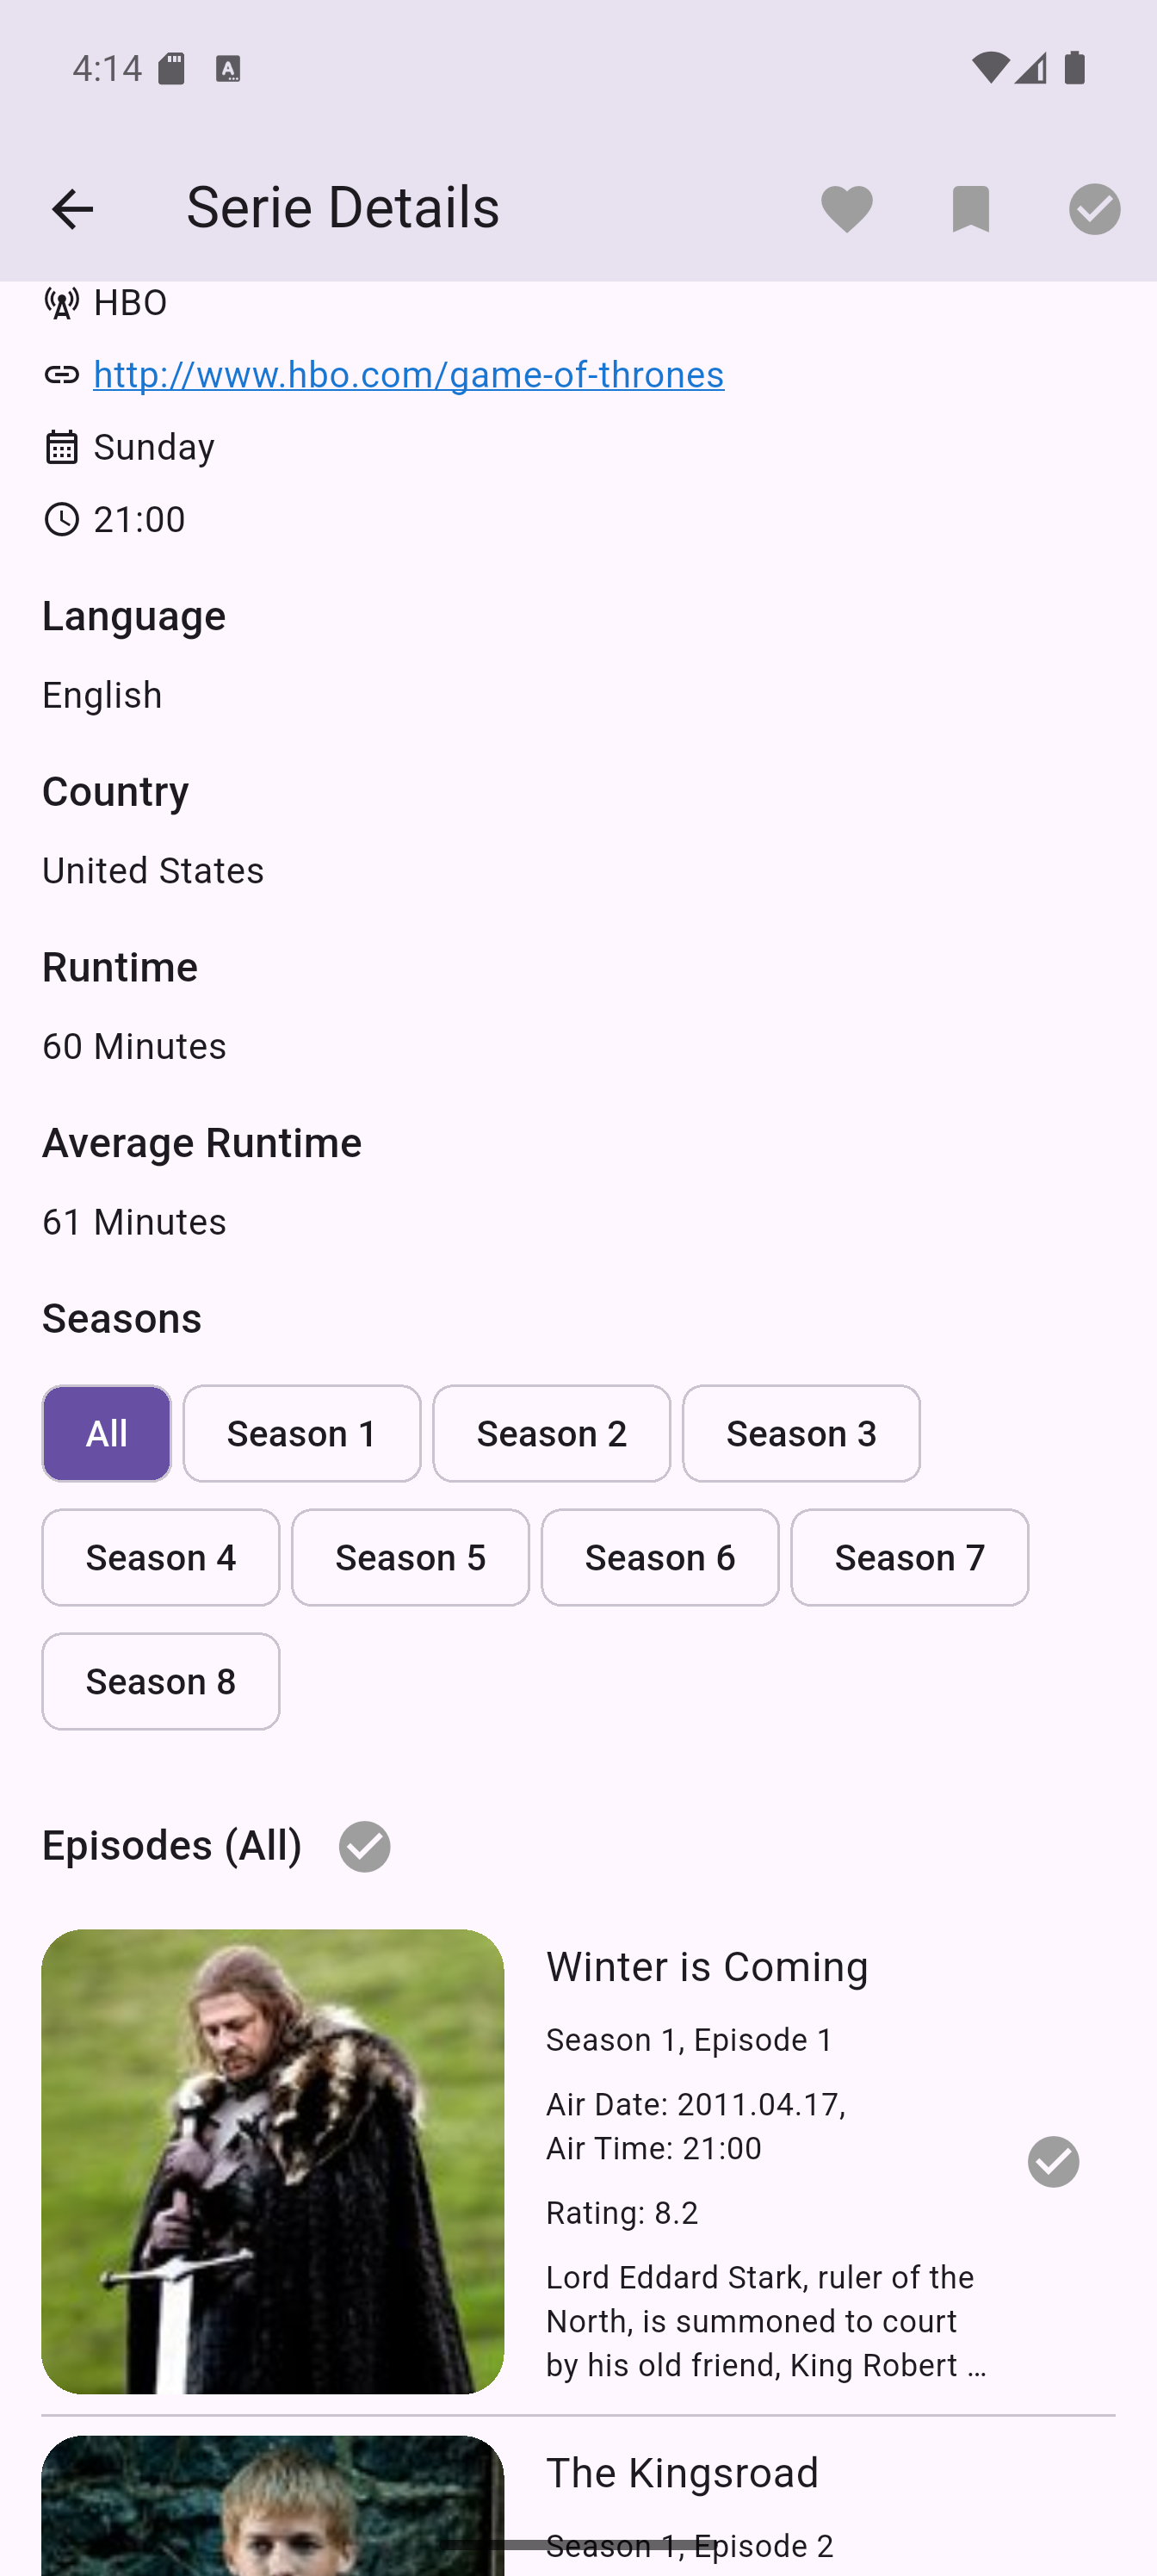 4:14
Serie Details
HBO
http://www.hbo.com/game-of-thrones
Sunday
21:00
Language
English
Country
United States
Runtime
60 Minutes
Average Runtime
61 Minutes
Seasons
All Season 1 Season 2 Season 3
Season 4 Season 5 Season 6 Season 7
Season 8
Episodes (All)
Winter is Coming
Season 1, Episode 1
Air Date: 2011.04.17,
Air Time: 21:00
Rating: 8.2
Lord Eddard Stark, ruler of the
North, is summoned to court
by his old friend, King Robert …
The Kingsroad
Season 1, Episode 2